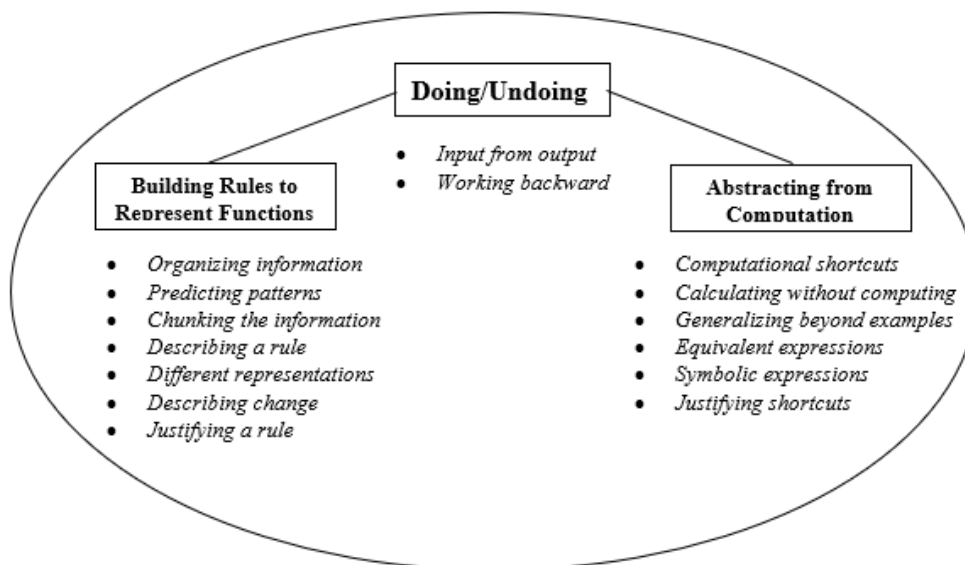 Doing/Undoing
• Input from output
• Working backward
Building Rules to
Represent Functions
• Organizing information
• Predicting patterns
• Chunking the information
• Describing a rule
• Different representations
• Describing change
• Justifying a rule
Abstracting from
Computation
• Computational shortcuts
• Calculating without computing
• Generalizing beyond examples
• Equivalent expressions
• Symbolic expressions
• Justifying shortcuts